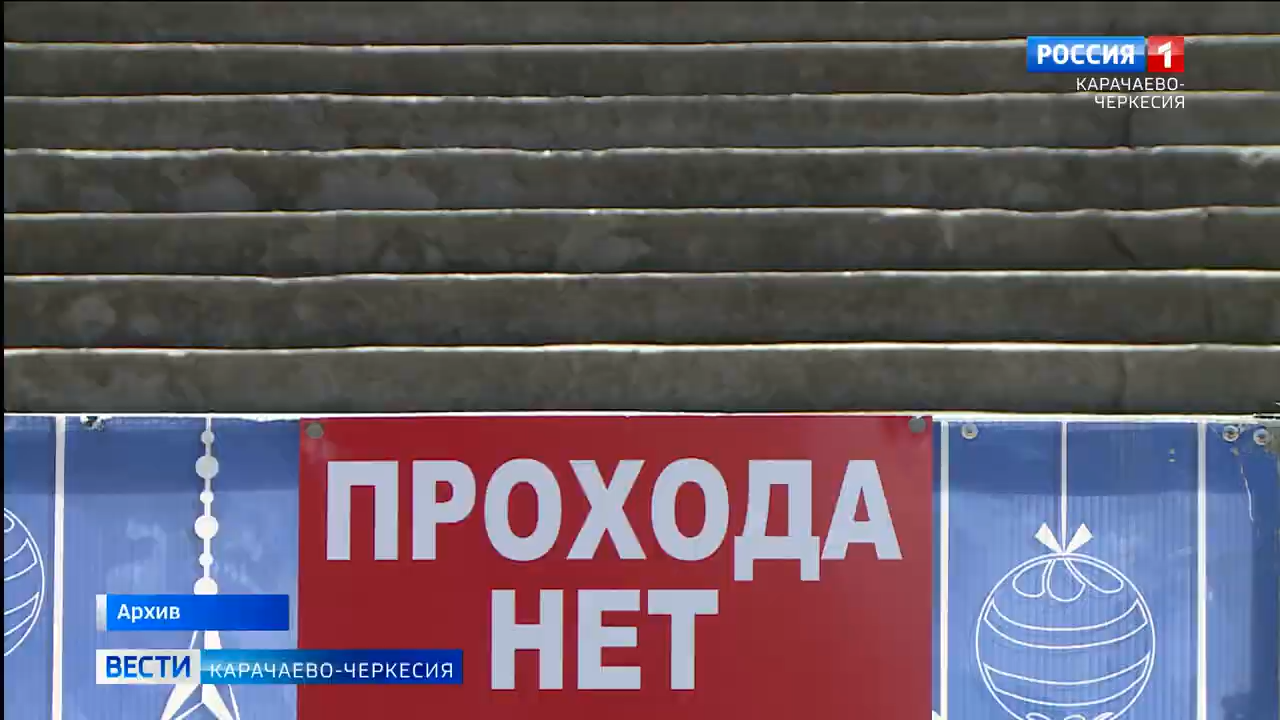 РОССИЯ 1
КАРАЧАЕВО-
ЧЕРКЕСИЯ
ПРОХОДА
НЕТ
Архив
ВЕСТИ КАРАЧАЕВО-ЧЕРКЕСИЯ